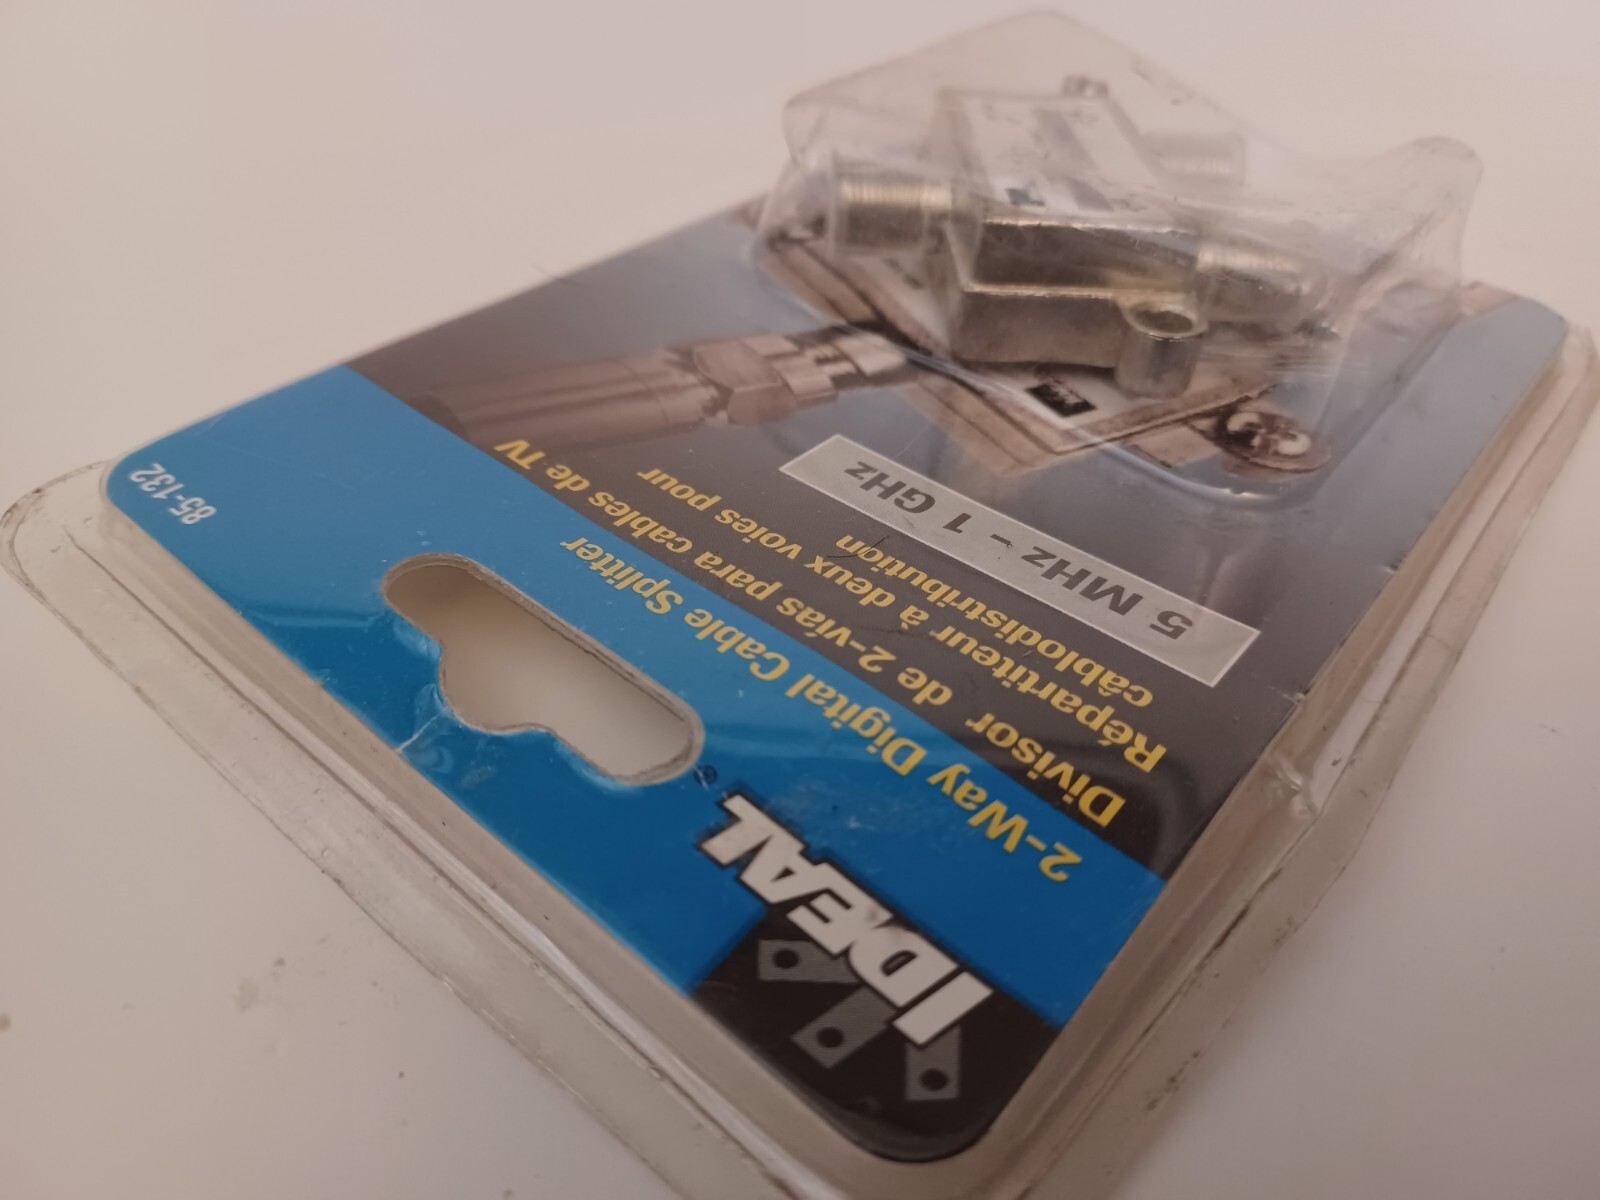 IDEAL®
85-132
2-Way Digital Cable Splitter
Divisor de 2-vías para cables de TV
Répartiteur à deux voies pour
câblodistribution
5 MHz - 1 GHz